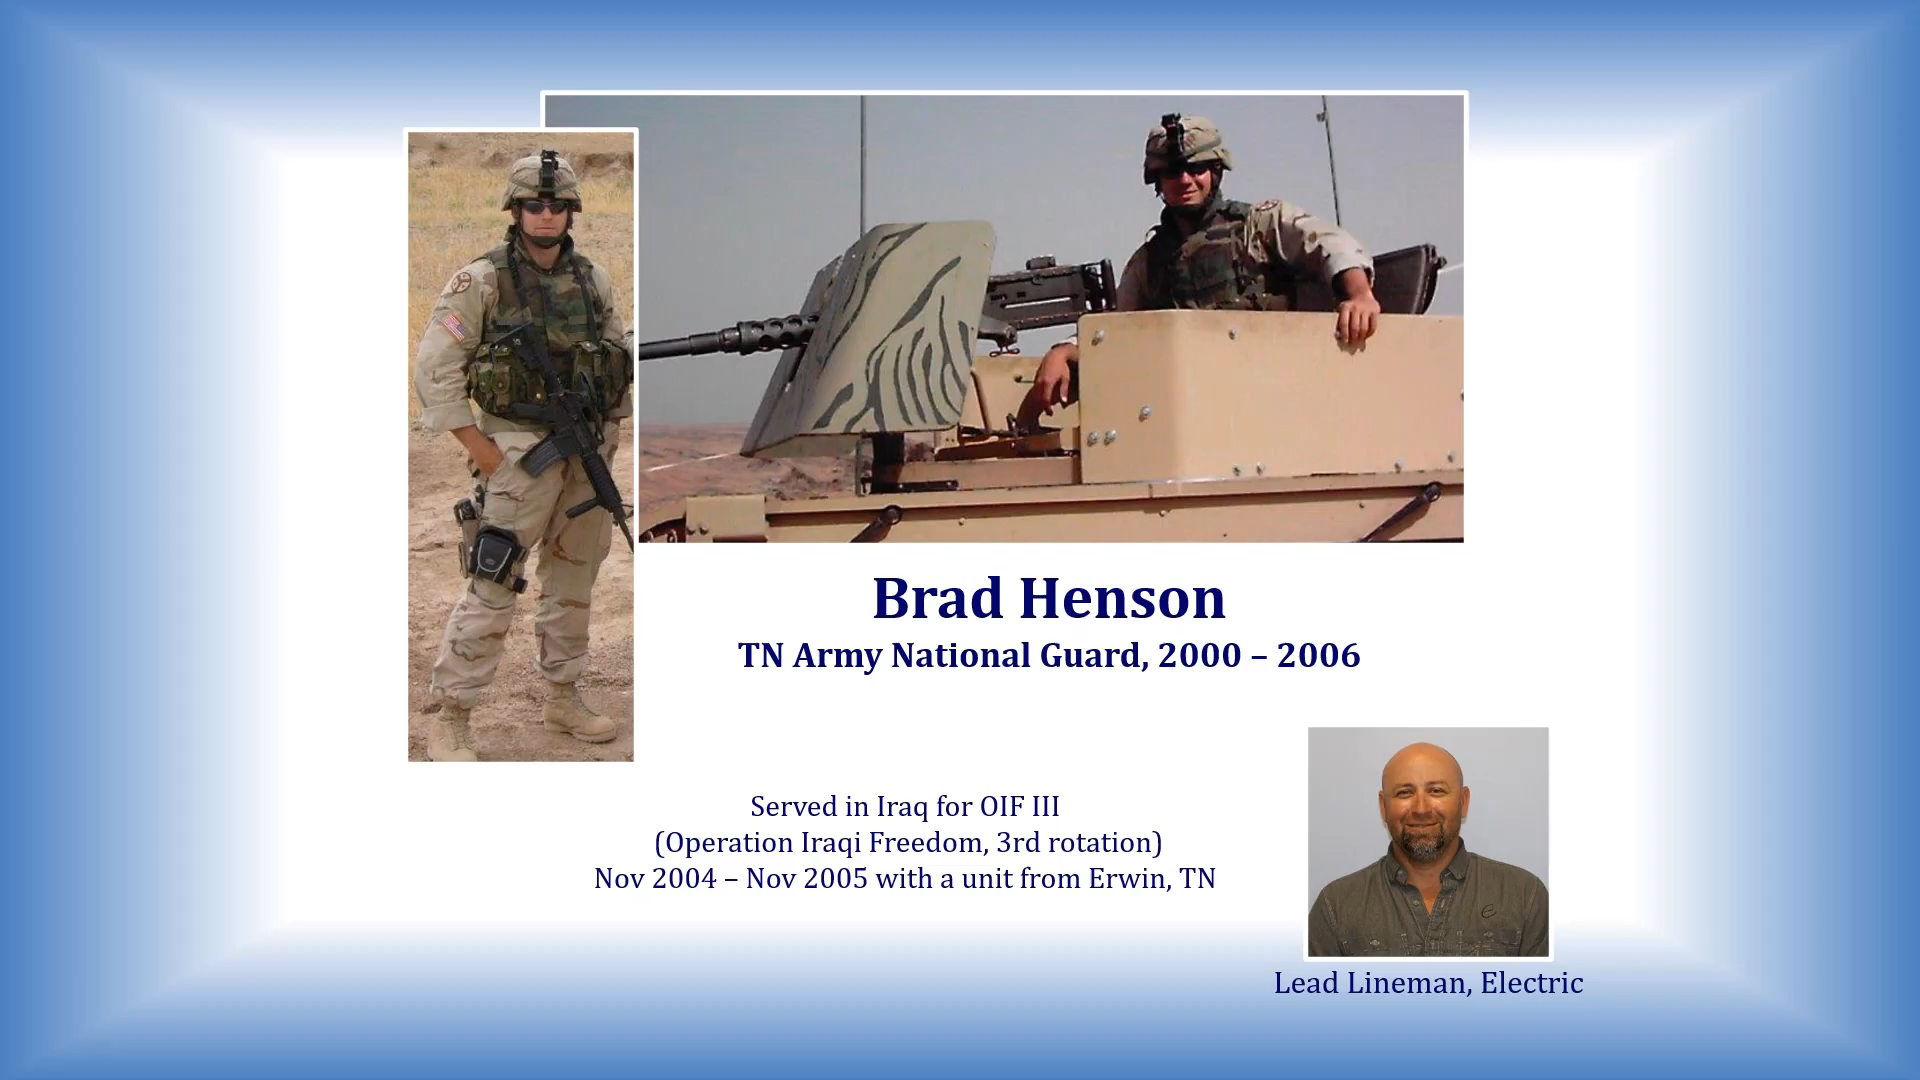 Brad Henson
TN Army National Guard, 2000 – 2006
Served in Iraq for OIF III
(Operation Iraqi Freedom, 3rd rotation)
Nov 2004 – Nov 2005 with a unit from Erwin, TN
Lead Lineman, Electric